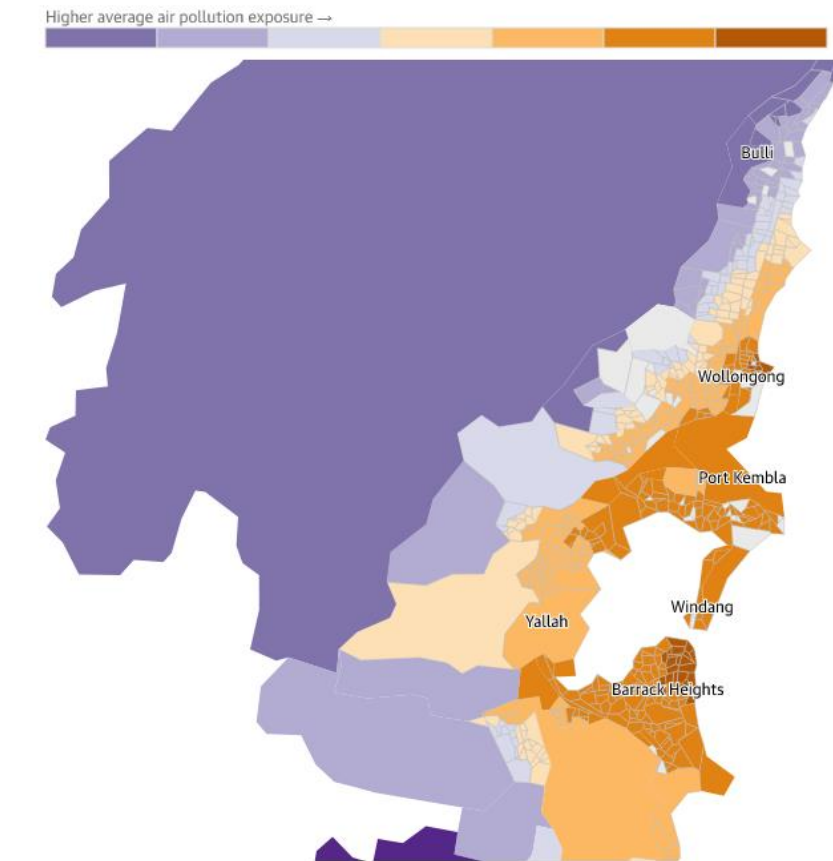 Higher average air pollution exposure →
Bulli
Wollongong
Port Kembla
Windang
Yallah
Barrack Heights